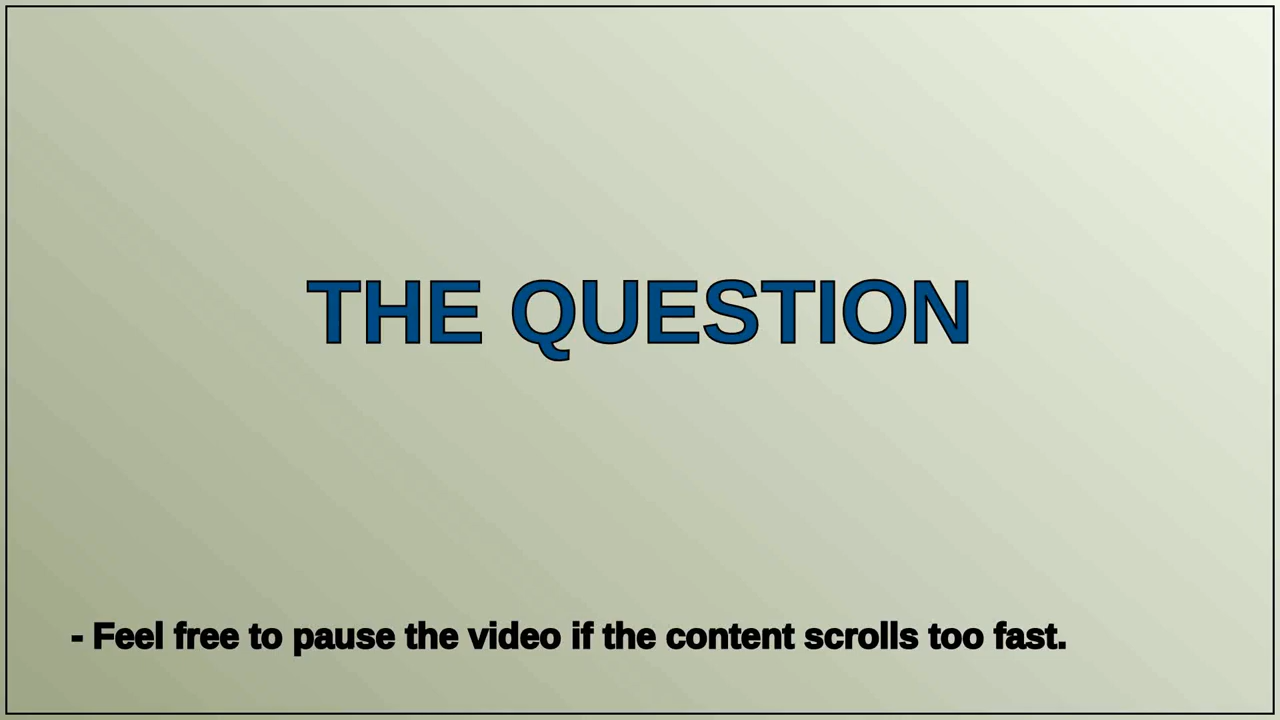 THE QUESTION
- Feel free to pause the video if the content scrolls too fast.